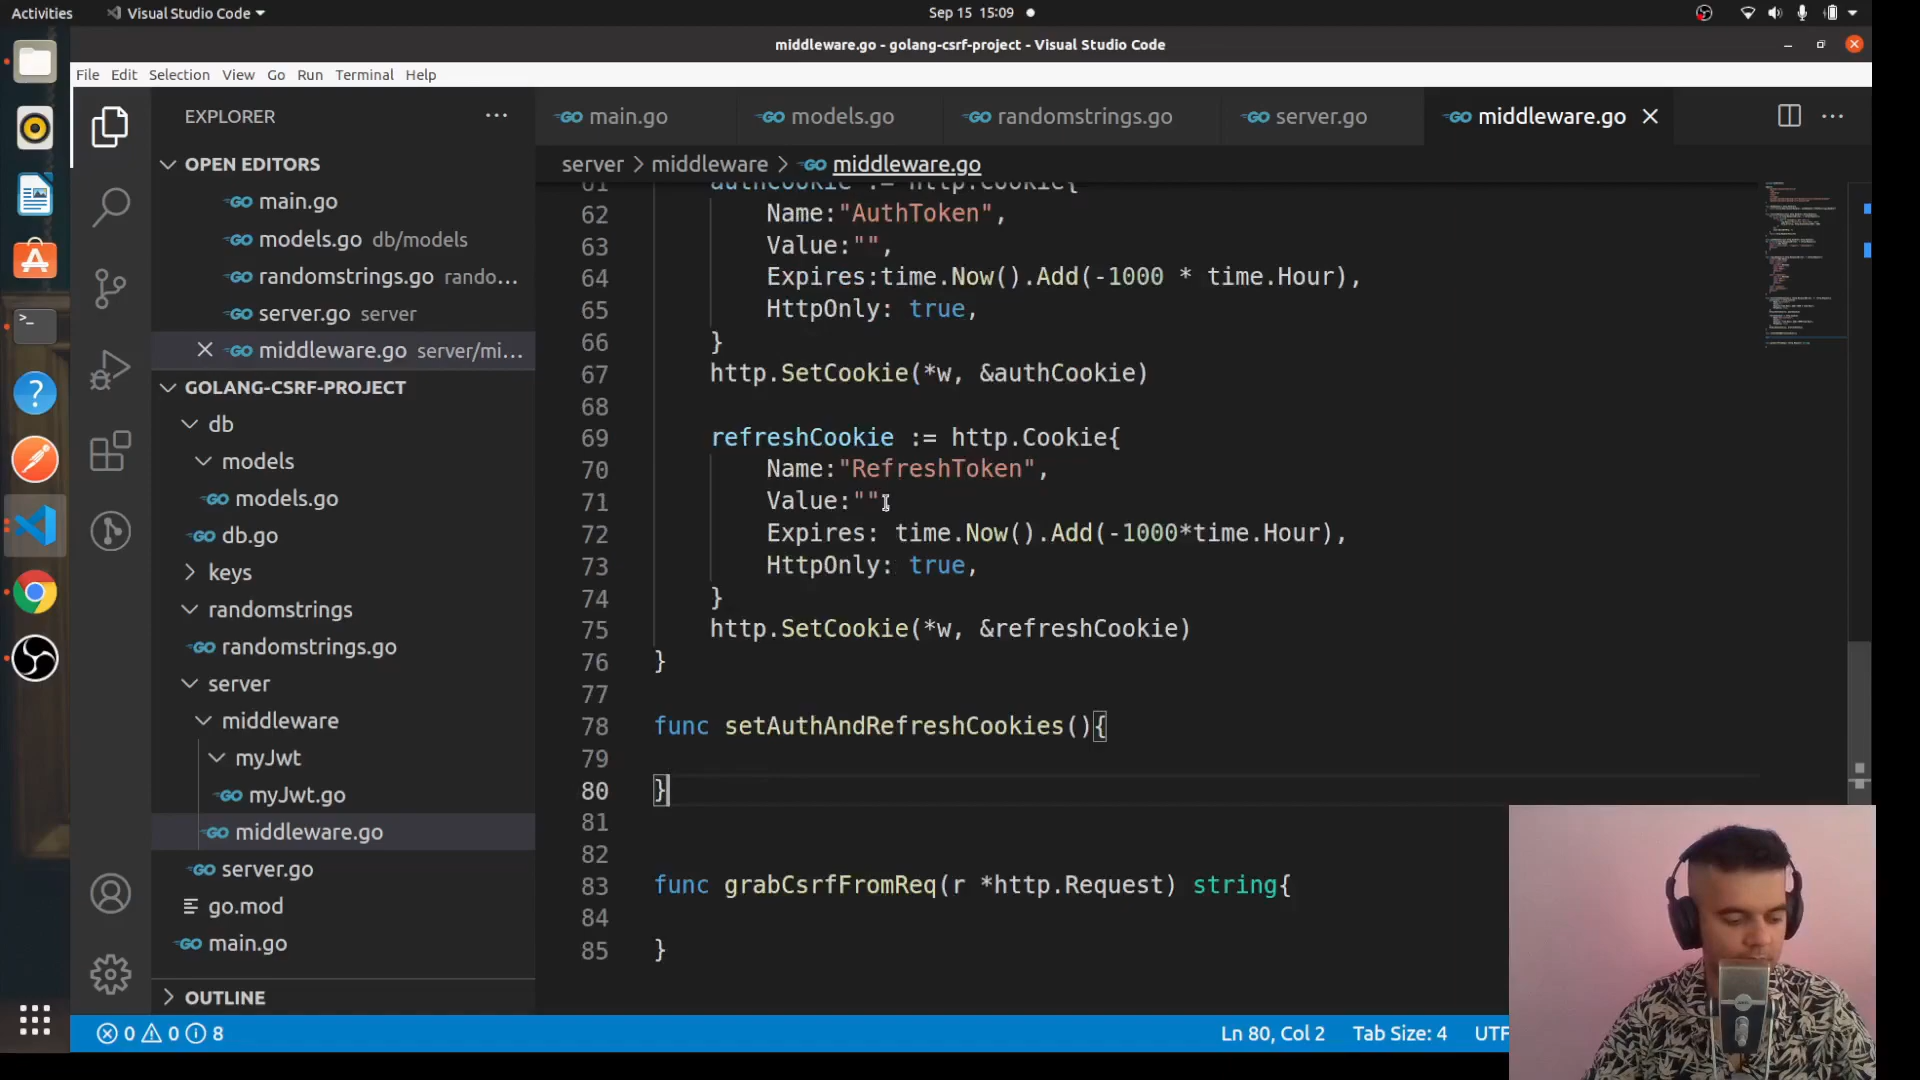 Activities
Visual Studio Code
Sep 15 15:09
middleware.go - golang-csrf-project - Visual Studio Code
File Edit Selection View Go Run Terminal Help
EXPLORER
main.go
models.go
randomstrings.go
server.go
middleware.go
server > middleware > middleware.go
OPEN EDITORS
main.go
models.go db/models
randomstrings.go rando...
server.go server
middleware.go server/mi...
GOLANG-CSRF-PROJECT
db
models
models.go
db.go
keys
randomstrings
randomstrings.go
server
middleware
myJwt
myJwt.go
middleware.go
server.go
go.mod
main.go
OUTLINE
61 authCookie := http.Cookie{
62 Name:"AuthToken",
63 Value:"",
64 Expires:time.Now().Add(-1000 * time.Hour),
65 HttpOnly: true,
66 }
67 http.SetCookie(*w, &authCookie)
68
69 refreshCookie := http.Cookie{
70 Name:"RefreshToken",
71 Value:"",
72 Expires: time.Now().Add(-1000*time.Hour),
73 HttpOnly: true,
74 }
75 http.SetCookie(*w, &refreshCookie)
76 }
77
78 func setAuthAndRefreshCookies(){
79
80 }
81
82
83 func grabCsrfFromReq(r *http.Request) string{
84
85 }
0 0 8
Ln 80, Col 2 Tab Size: 4 UTF